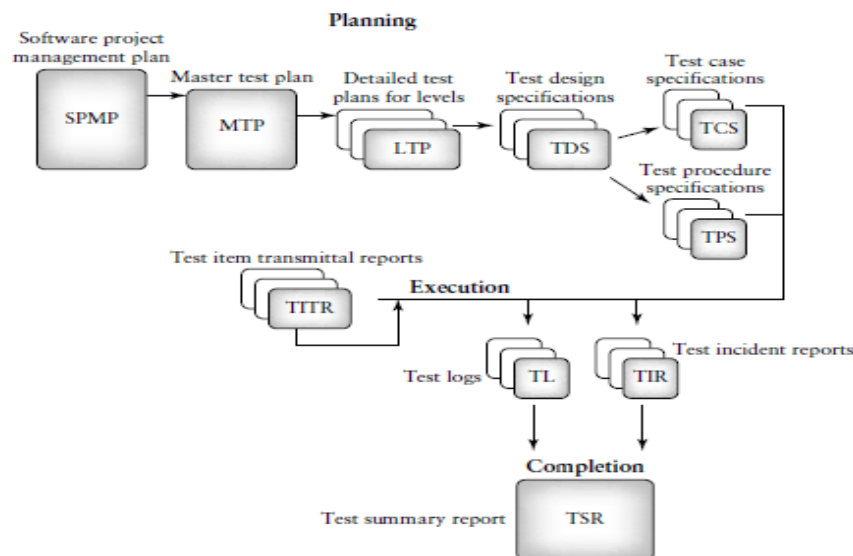 Planning
Software project
management plan
SPMP
Master test plan
MTP
Detailed test
plans for levels
LTP
Test design
specifications
TDS
Test case
specifications
TCS
Test procedure
specifications
TPS
Test item transmittal reports
TITR
Execution
Test logs
TL
TIR
Test incident reports
Completion
Test summary report
TSR